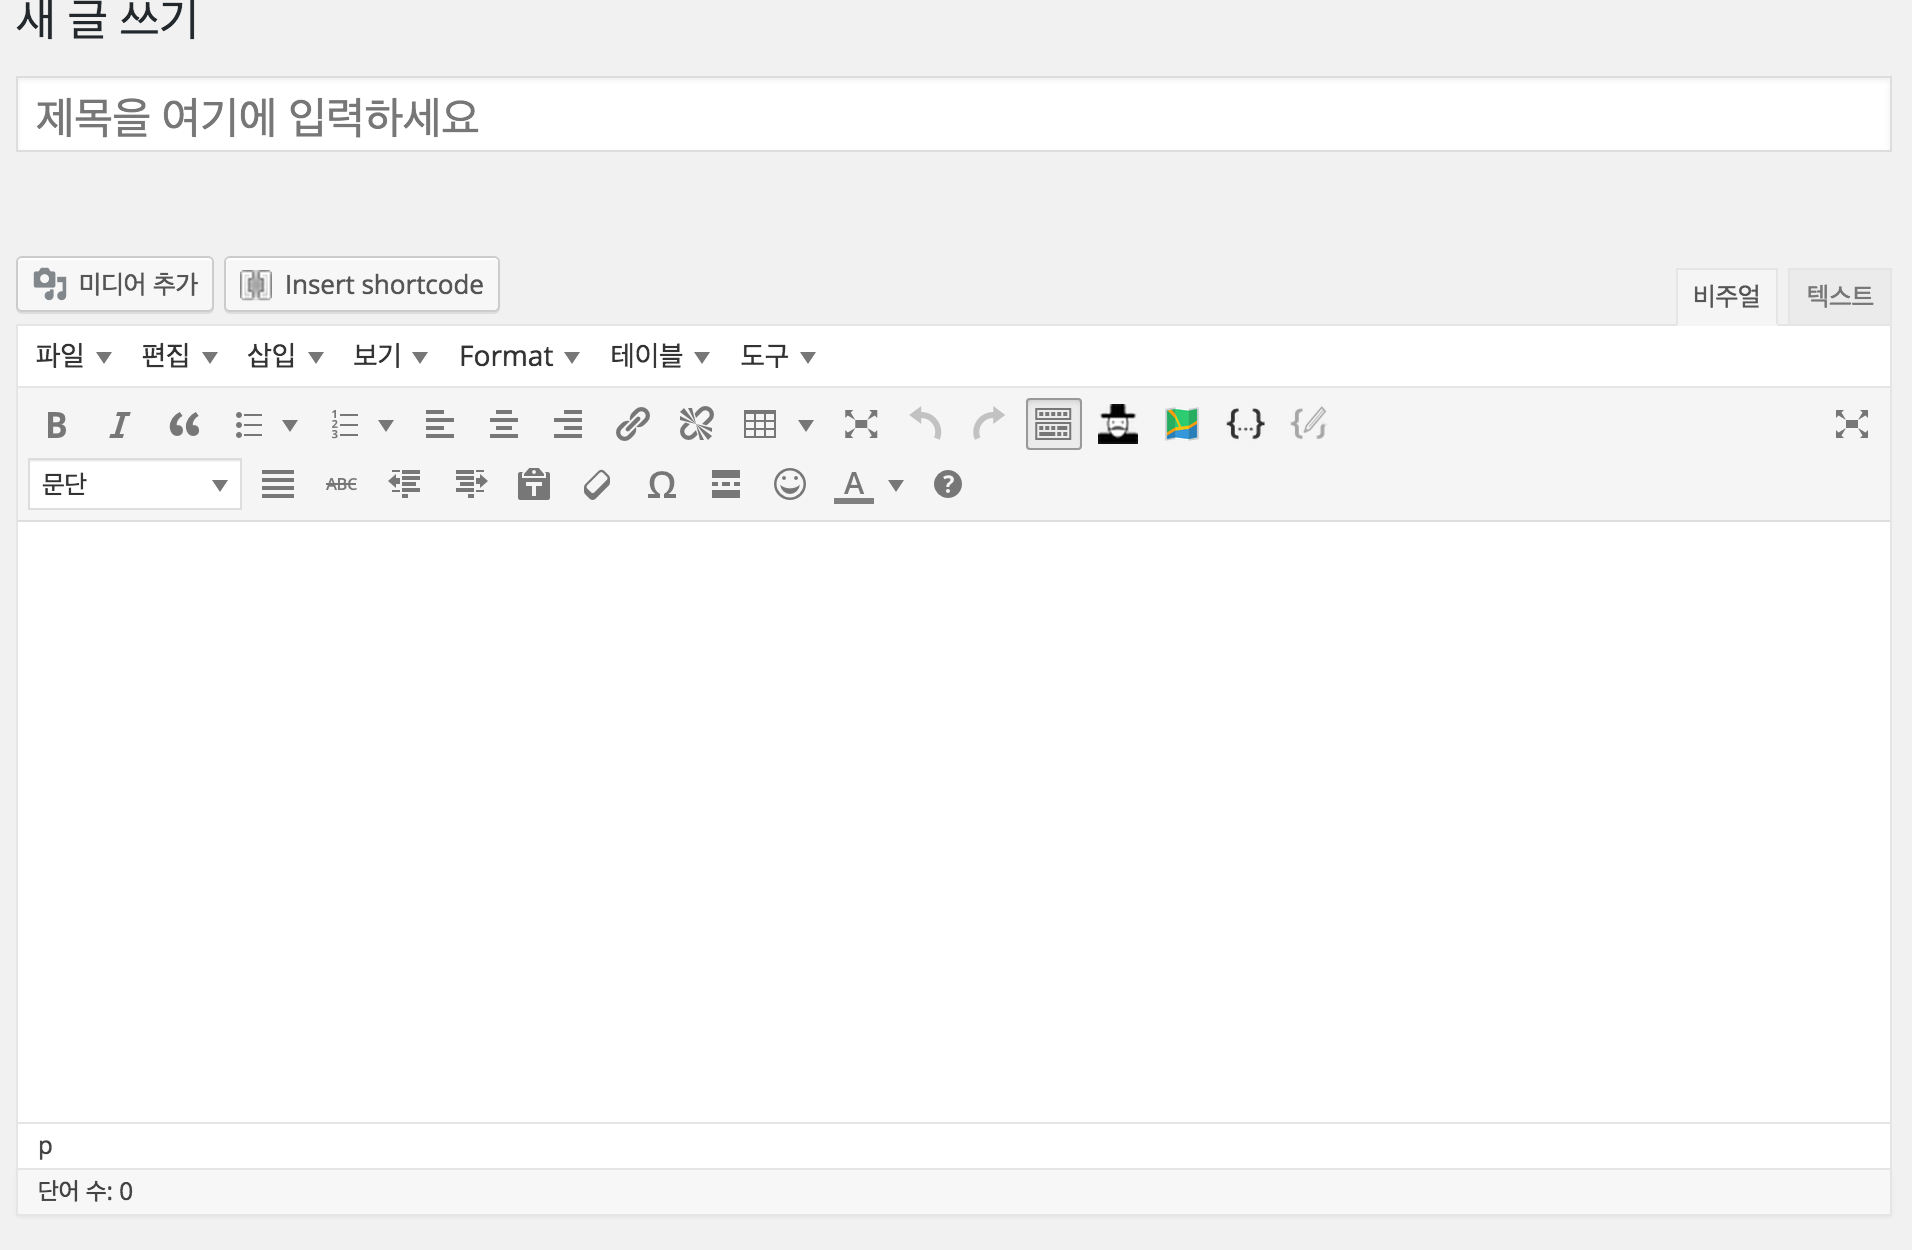 새 글 쓰기
제목을 여기에 입력하세요
미디어 추가 Insert shortcode
비주얼 텍스트
파일 편집 삽입 보기 Format 테이블 도구
문단 ABC A
p
단어 수: 0